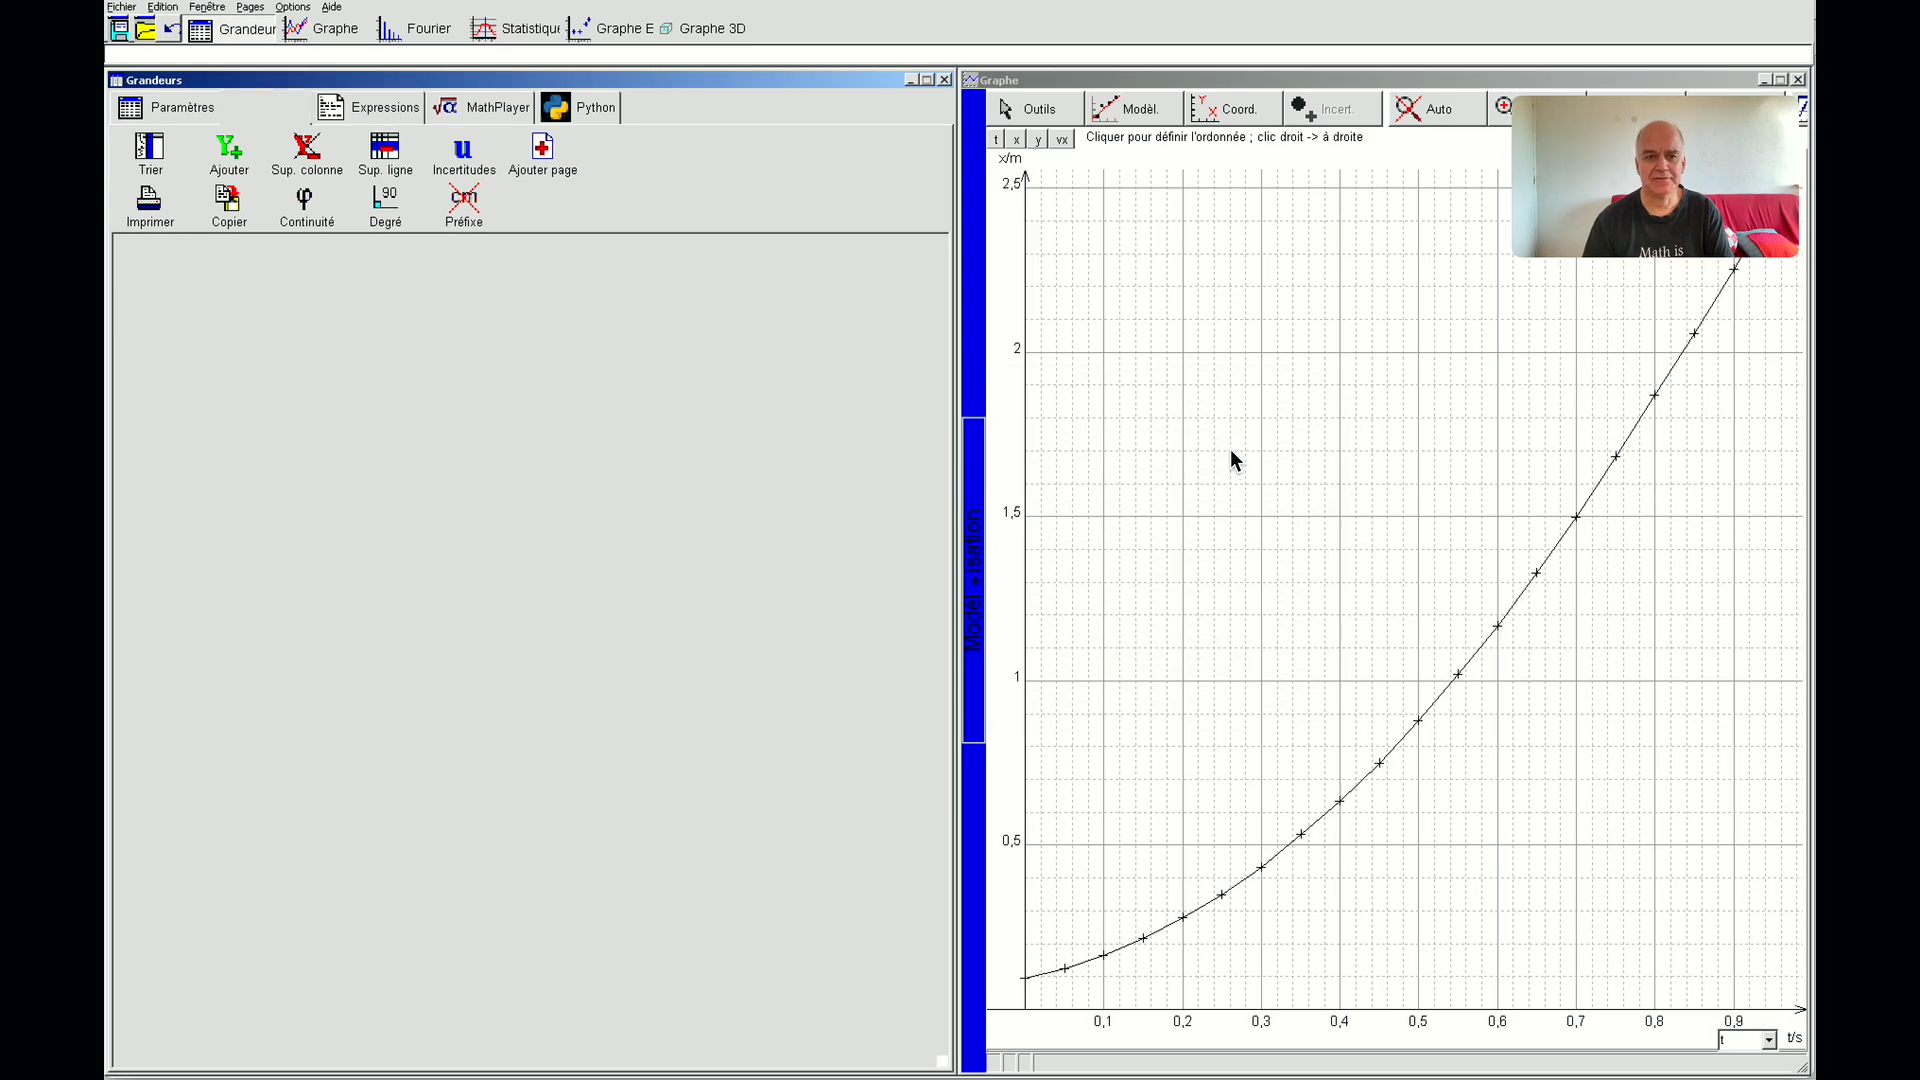 Fichier Edition Fenêtre Pages Options Aide
Grandeur Graphe Fourier Statistiqu Graphe E Graphe 3D
Grandeurs
Paramètres Expressions MathPlayer Python
Trier Ajouter Sup. colonne Sup. ligne Incertitudes Ajouter page
Imprimer Copier Continuité Degré Préfixe
Graphe
Outils Modèl. Coord. Incert. Auto
t x y vx Cliquer pour définir l'ordonnée ; clic droit -> à droite
x/m
2,5
2
1,5
1
0,5
0,1 0,2 0,3 0,4 0,5 0,6 0,7 0,8 0,9
t t/s
Math is